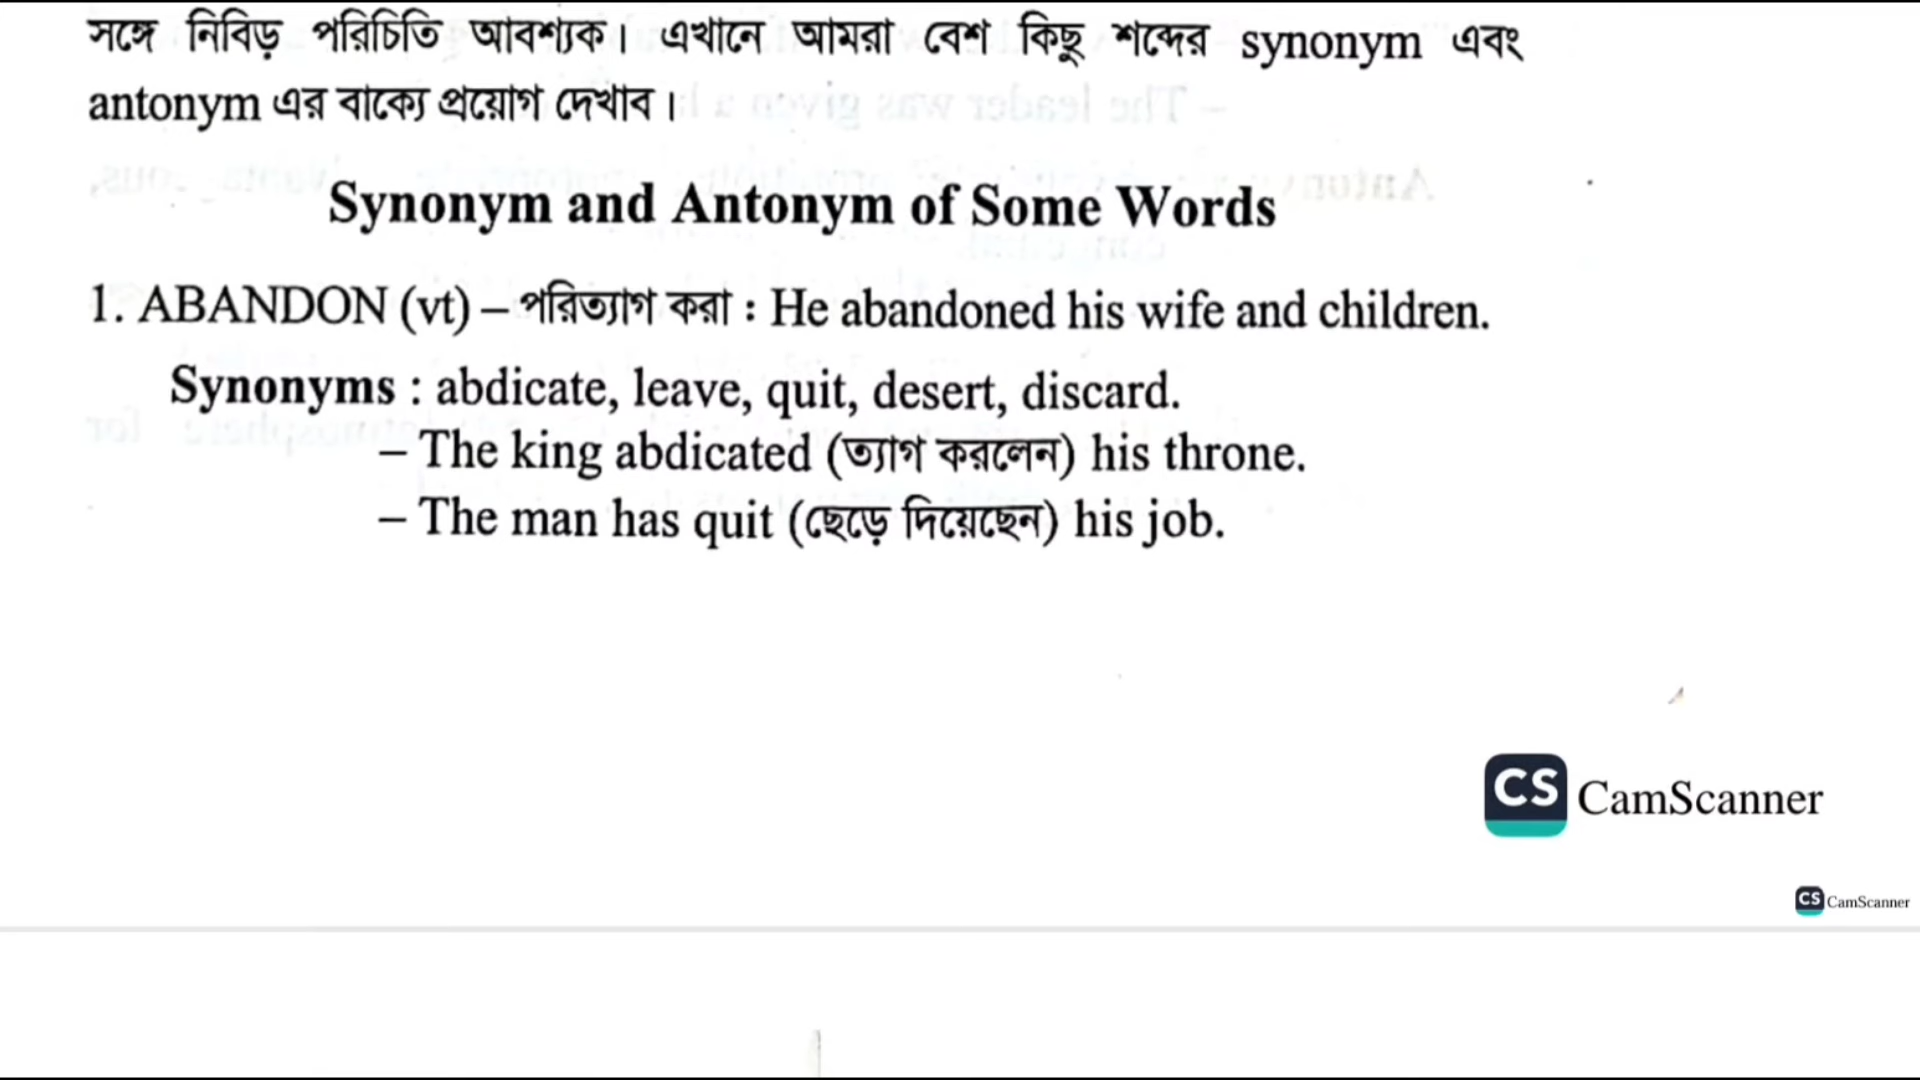 সঙ্গে নিবিড় পরিচিতি আবশ্যক। এখানে আমরা বেশ কিছু শব্দের synonym এবং
antonym এর বাক্যে প্রয়োগ দেখাব।
Synonym and Antonym of Some Words
1. ABANDON (vt) – পরিত্যাগ করা : He abandoned his wife and children.
Synonyms : abdicate, leave, quit, desert, discard.
– The king abdicated (ত্যাগ করলেন) his throne.
– The man has quit (ছেড়ে দিয়েছেন) his job.
CS CamScanner
CS CamScanner